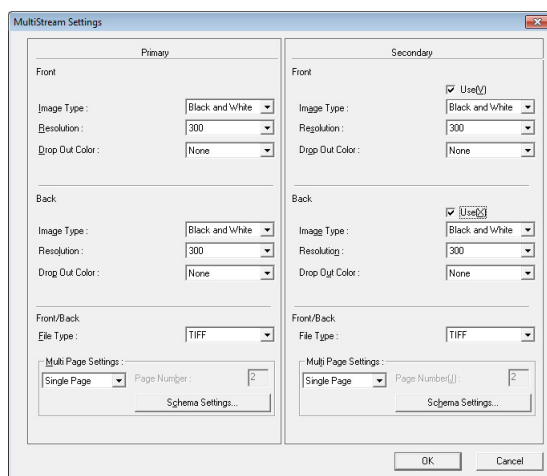 MultiStream Settings
Primary
Front
Image Type :
Black and White
Resolution :
300
Drop Out Color :
None
Back
Image Type :
Black and White
Resolution :
300
Drop Out Color :
None
Front/Back
File Type :
TIFF
Multi Page Settings :
Single Page
Page Number :
2
Schema Settings...
Secondary
Front
Use(V)
Image Type :
Black and White
Resolution :
300
Drop Out Color :
None
Back
Use(X)
Image Type :
Black and White
Resolution :
300
Drop Out Color :
None
Front/Back
File Type :
TIFF
Multi Page Settings :
Single Page
Page Number(J) :
2
Schema Settings...
OK
Cancel